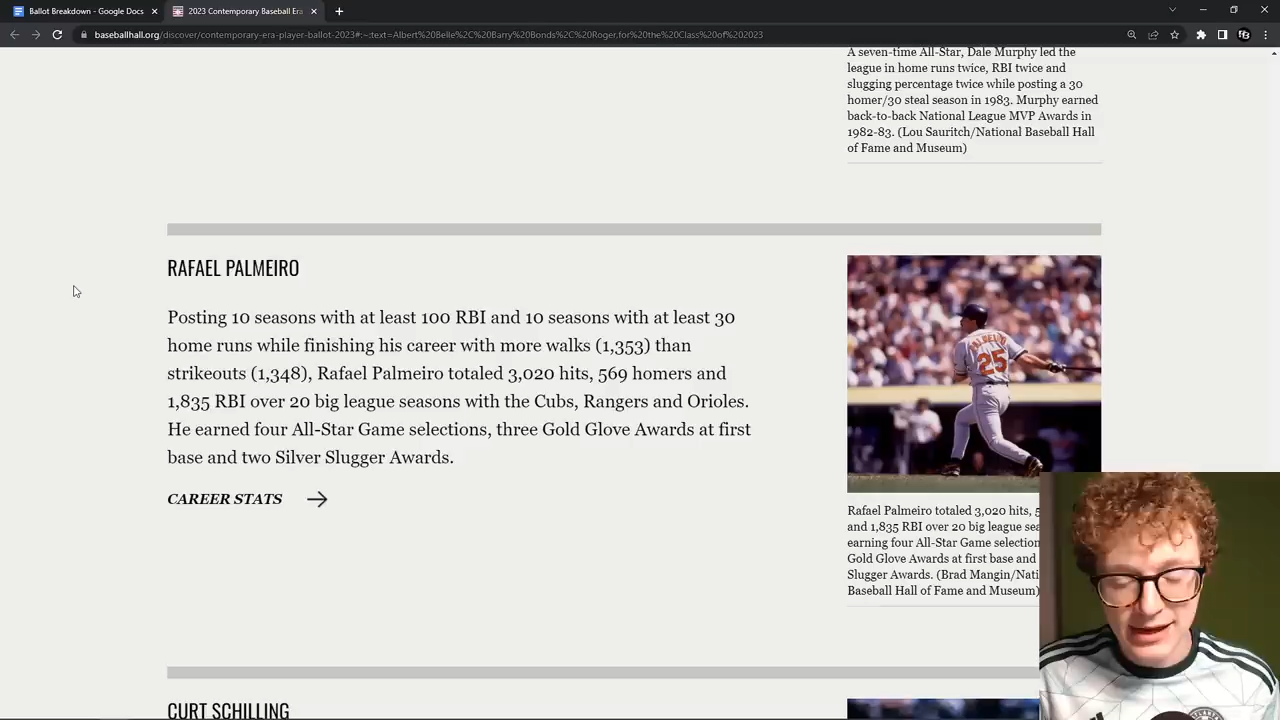 Ballot Breakdown - Google Docs
2023 Contemporary Baseball Era
baseballhall.org/discover/contemporary-era-player-ballot-2023#:~:text=Albert%20Belle%2C%20Barry%20Bonds%2C%20Roger,for%20the%20Class%20of%202023
A seven-time All-Star, Dale Murphy led the
league in home runs twice, RBI twice and
slugging percentage twice while posting a 30
homer/30 steal season in 1983. Murphy earned
back-to-back National League MVP Awards in
1982-83. (Lou Sauritch/National Baseball Hall
of Fame and Museum)
RAFAEL PALMEIRO
Posting 10 seasons with at least 100 RBI and 10 seasons with at least 30
home runs while finishing his career with more walks (1,353) than
strikeouts (1,348), Rafael Palmeiro totaled 3,020 hits, 569 homers and
1,835 RBI over 20 big league seasons with the Cubs, Rangers and Orioles.
He earned four All-Star Game selections, three Gold Glove Awards at first
base and two Silver Slugger Awards.
CAREER STATS
PALMEIRO
25
Rafael Palmeiro totaled 3,020 hits,
and 1,835 RBI over 20 big league
earning four All-Star Game
Gold Glove Awards at first base and
Slugger Awards. (Brad
Baseball Hall of Fame and Museum)
CURT SCHILLING